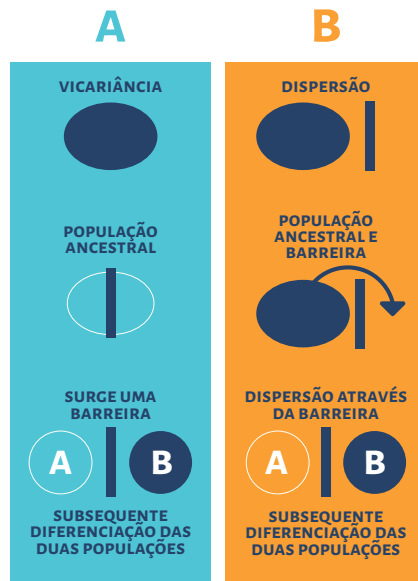 A
VICARIÂNCIA
POPULAÇÃO
ANCESTRAL
SURGE UMA
BARREIRA
A
B
SUBSEQUENTE
DIFERENCIAÇÃO DAS
DUAS POPULAÇÕES
B
DISPERSÃO
POPULAÇÃO
ANCESTRAL E
BARREIRA
DISPERSÃO ATRAVÉS
DA BARREIRA
A
B
SUBSEQUENTE
DIFERENCIAÇÃO DAS
DUAS POPULAÇÕES